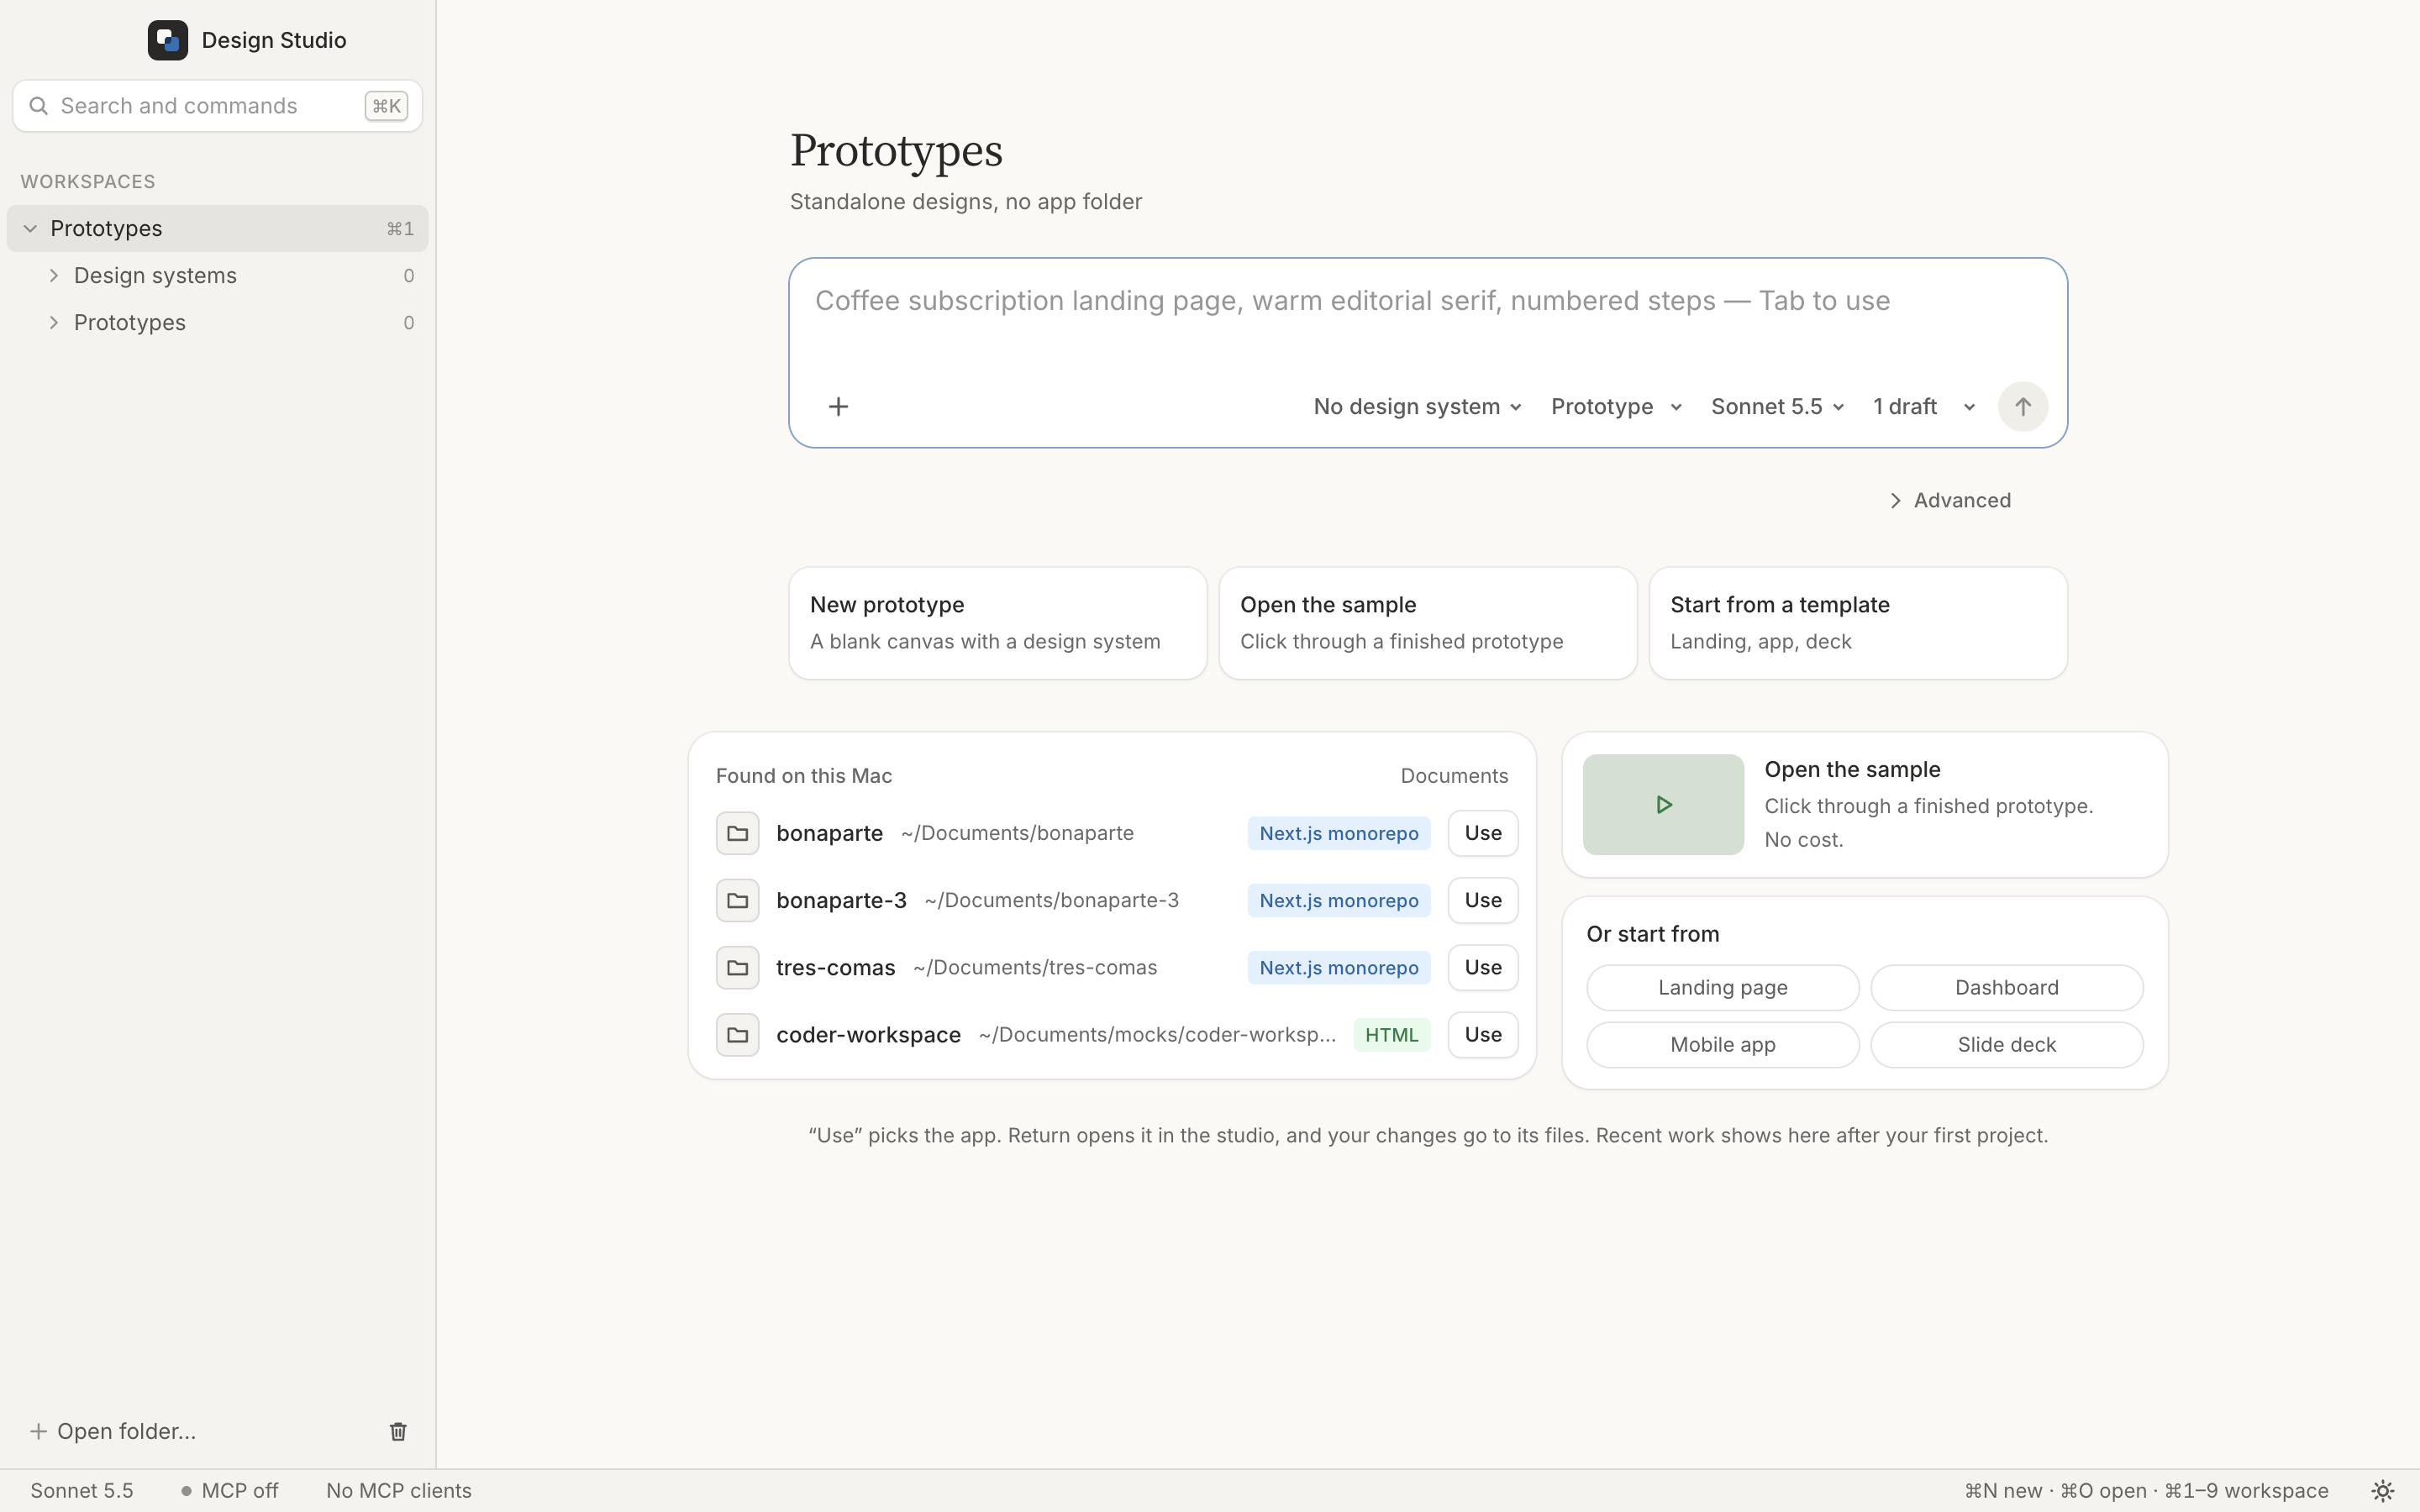 Design Studio
Search and commands ⌘K
WORKSPACES
Prototypes ⌘1
Design systems 0
Prototypes 0
Open folder...
Prototypes
Standalone designs, no app folder
Coffee subscription landing page, warm editorial serif, numbered steps — Tab to use
No design system Prototype Sonnet 5.5 1 draft
Advanced
New prototype
A blank canvas with a design system
Open the sample
Click through a finished prototype
Start from a template
Landing, app, deck
Found on this Mac Documents
bonaparte ~/Documents/bonaparte Next.js monorepo Use
bonaparte-3 ~/Documents/bonaparte-3 Next.js monorepo Use
tres-comas ~/Documents/tres-comas Next.js monorepo Use
coder-workspace ~/Documents/mocks/coder-worksp... HTML Use
Open the sample
Click through a finished prototype.
No cost.
Or start from
Landing page Dashboard
Mobile app Slide deck
“Use” picks the app. Return opens it in the studio, and your changes go to its files. Recent work shows here after your first project.
Sonnet 5.5 MCP off No MCP clients ⌘N new · ⌘O open · ⌘1–9 workspace